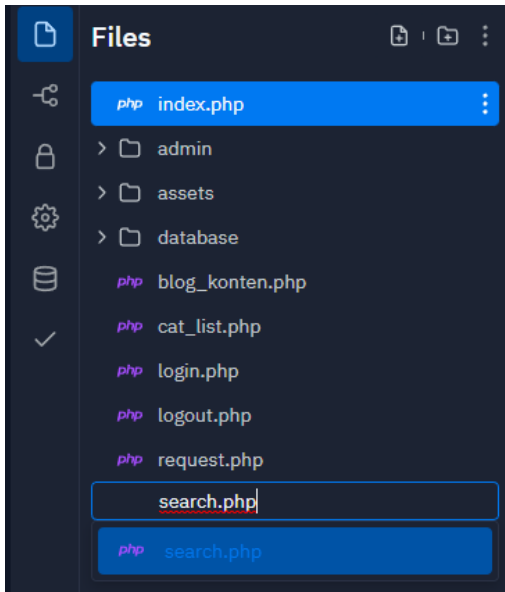 Files
php index.php
admin
assets
database
php blog_konten.php
php cat_list.php
php login.php
php logout.php
php request.php
search.php
php search.php